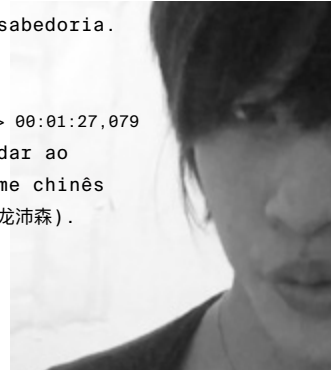 sabedoria.
> 00:01:27,079
dar ao
me chinês
龙沛森).